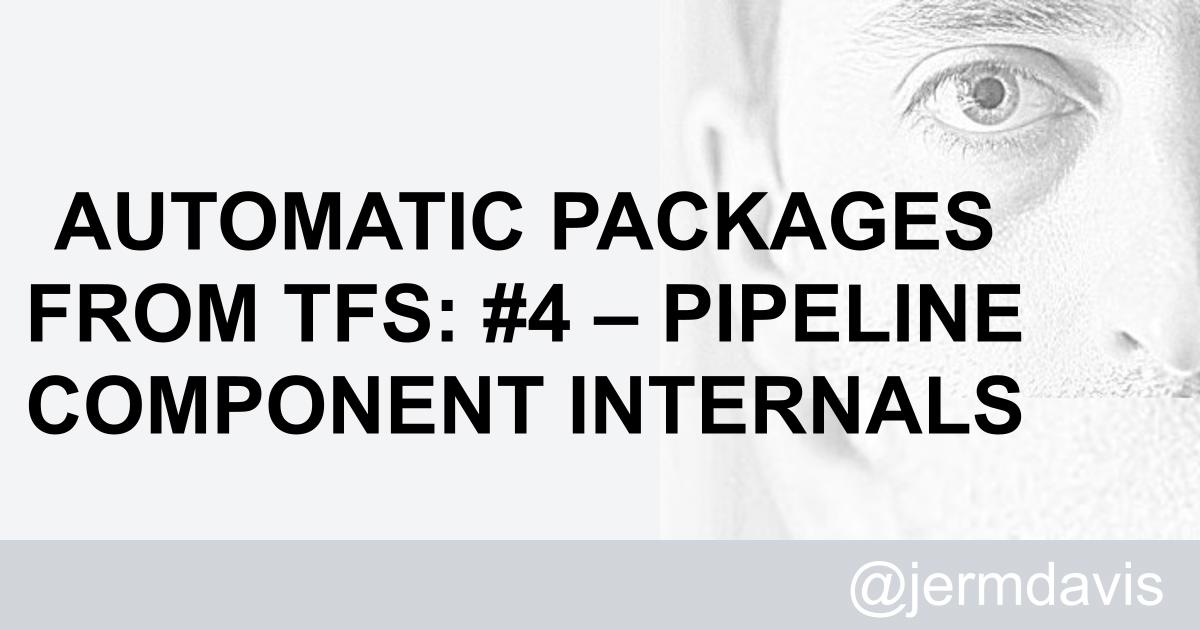 AUTOMATIC PACKAGES
FROM TFS: #4 – PIPELINE
COMPONENT INTERNALS
@jermdavis